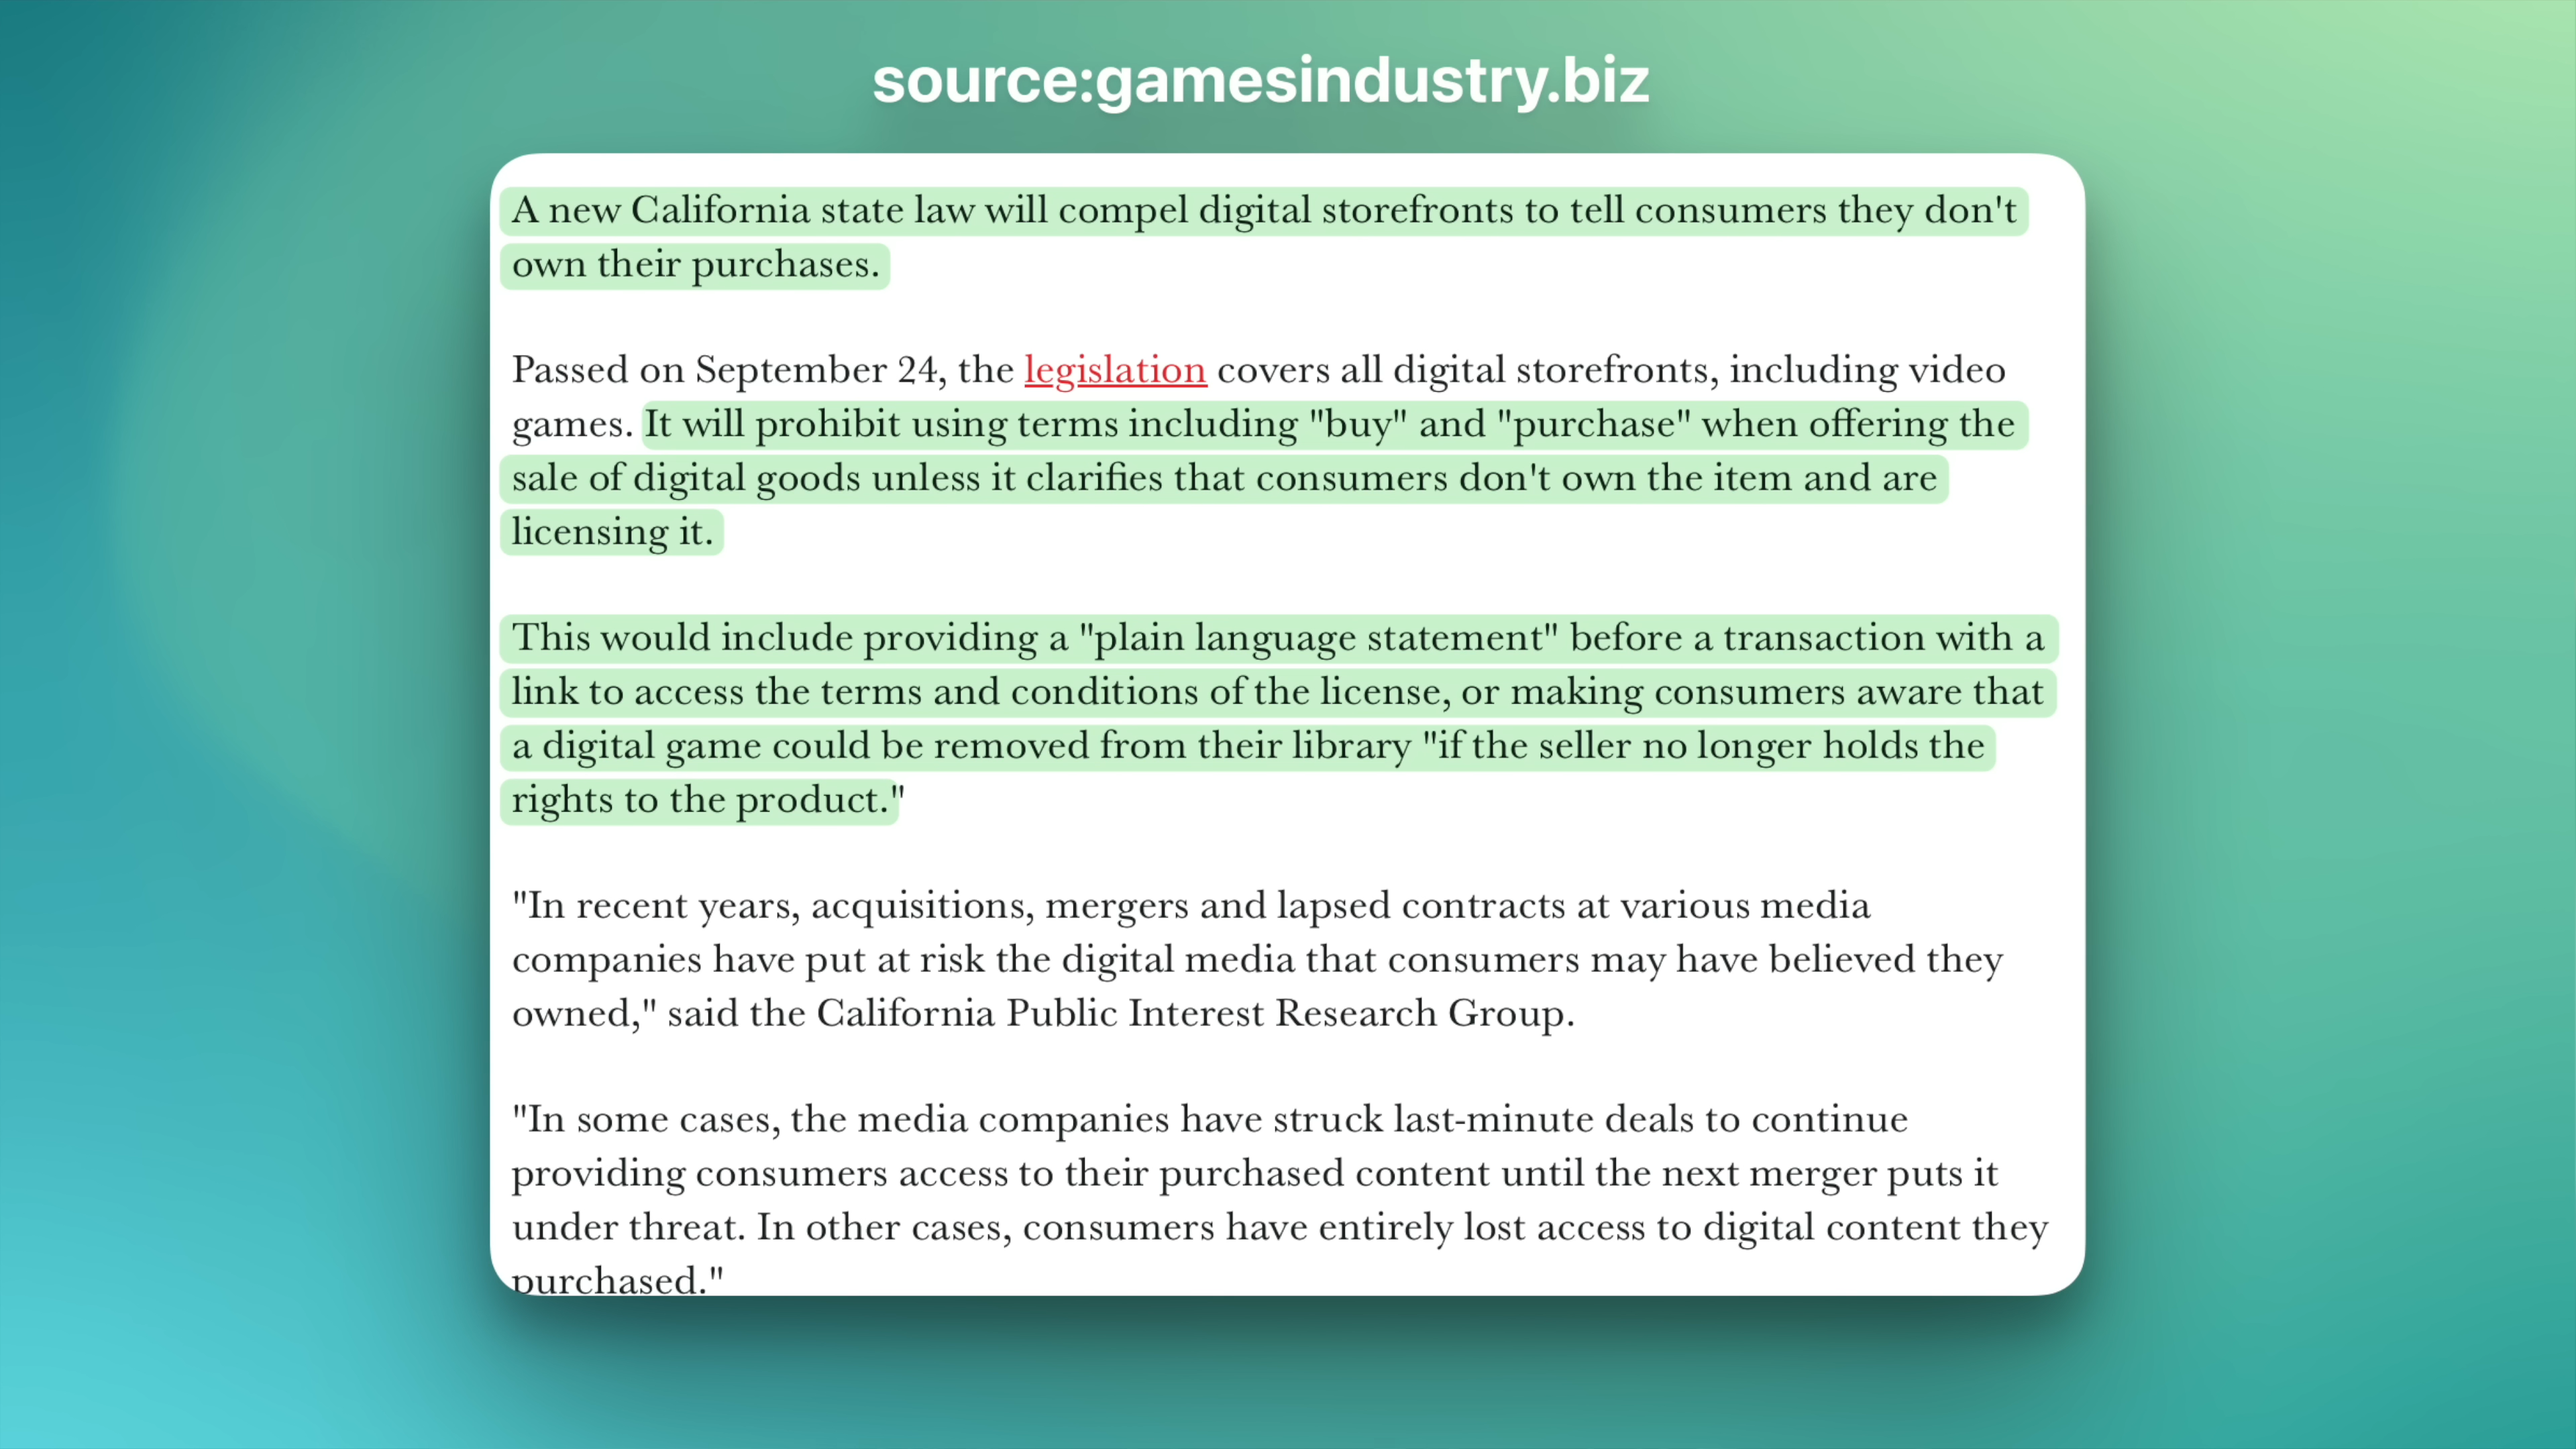 source:gamesindustry.biz
A new California state law will compel digital storefronts to tell consumers they don't
own their purchases.
Passed on September 24, the legislation covers all digital storefronts, including video
games. It will prohibit using terms including "buy" and "purchase" when offering the
sale of digital goods unless it clarifies that consumers don't own the item and are
licensing it.
This would include providing a "plain language statement" before a transaction with a
link to access the terms and conditions of the license, or making consumers aware that
a digital game could be removed from their library "if the seller no longer holds the
rights to the product."
"In recent years, acquisitions, mergers and lapsed contracts at various media
companies have put at risk the digital media that consumers may have believed they
owned," said the California Public Interest Research Group.
"In some cases, the media companies have struck last-minute deals to continue
providing consumers access to their purchased content until the next merger puts it
under threat. In other cases, consumers have entirely lost access to digital content they
purchased."